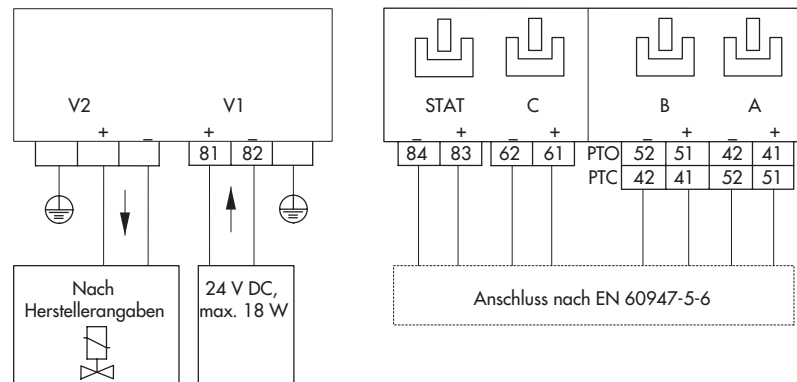 V2 V1
+ – + –
81 82
Nach
Herstellerangaben
24 V DC,
max. 18 W
STAT C B A
– + – + – + – +
84 83 62 61 PTO 52 51 42 41
PTC 42 41 52 51
Anschluss nach EN 60947-5-6